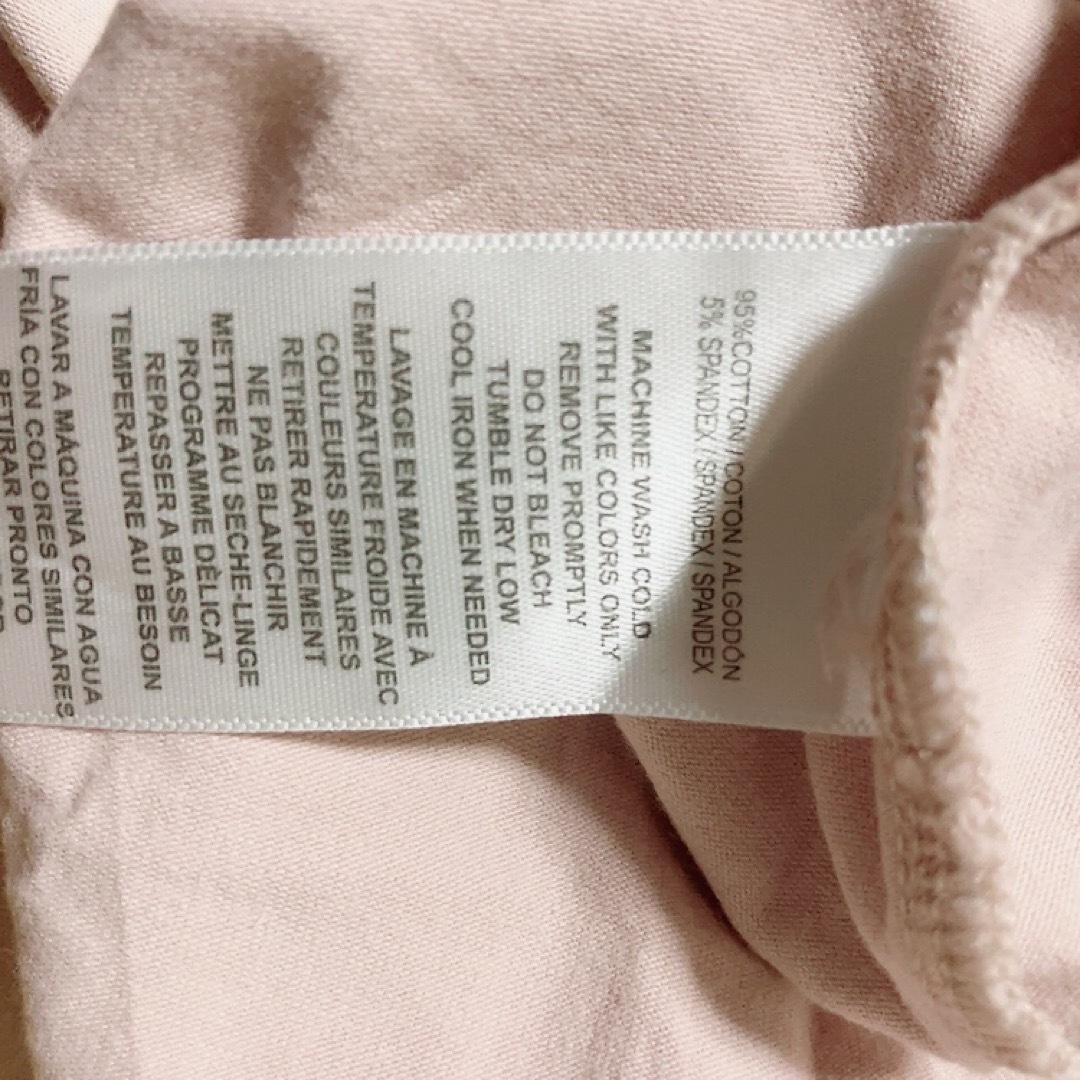 95%COTTON / COTON / ALGODÓN
5% SPANDEX / SPANDEX / SPANDEX
MACHINE WASH COLD
WITH LIKE COLORS ONLY
REMOVE PROMPTLY
DO NOT BLEACH
TUMBLE DRY LOW
COOL IRON WHEN NEEDED
LAVAGE EN MACHINE À
TEMPERATURE FROIDE AVEC
COULEURS SIMILAIRES
RETIRER RAPIDEMENT
NE PAS BLANCHIR
METTRE AU SECHE-LINGE
PROGRAMME DÈLICAT
REPASSER A BASSE
TEMPERATURE AU BESOIN
LAVAR A MÁQUINA CON AGUA
FRÍA CON COLORES SIMILARES
RETIRAR PRONTO